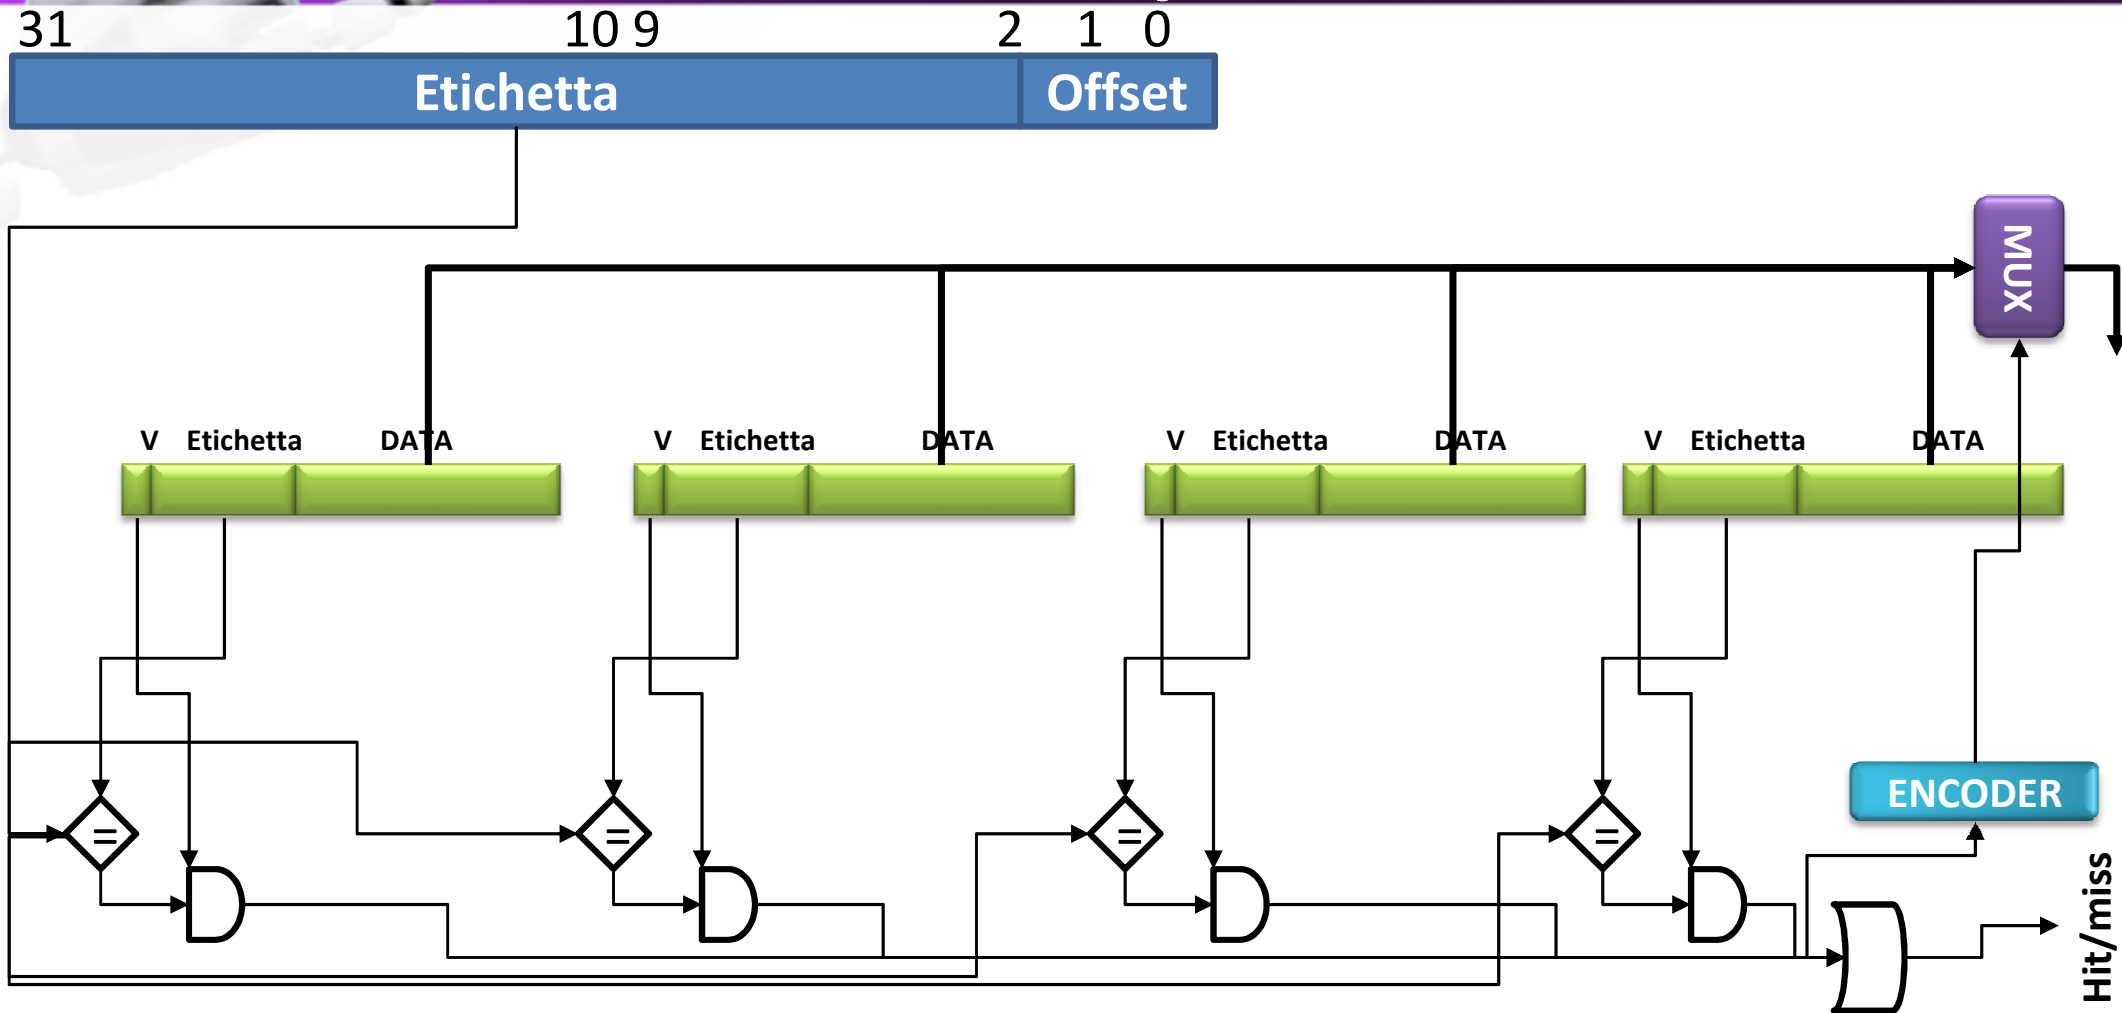 31 10 9 2 1 0
Etichetta Offset
MUX
V Etichetta DATA V Etichetta DATA V Etichetta DATA V Etichetta DATA
ENCODER
= = = =
Hit/miss